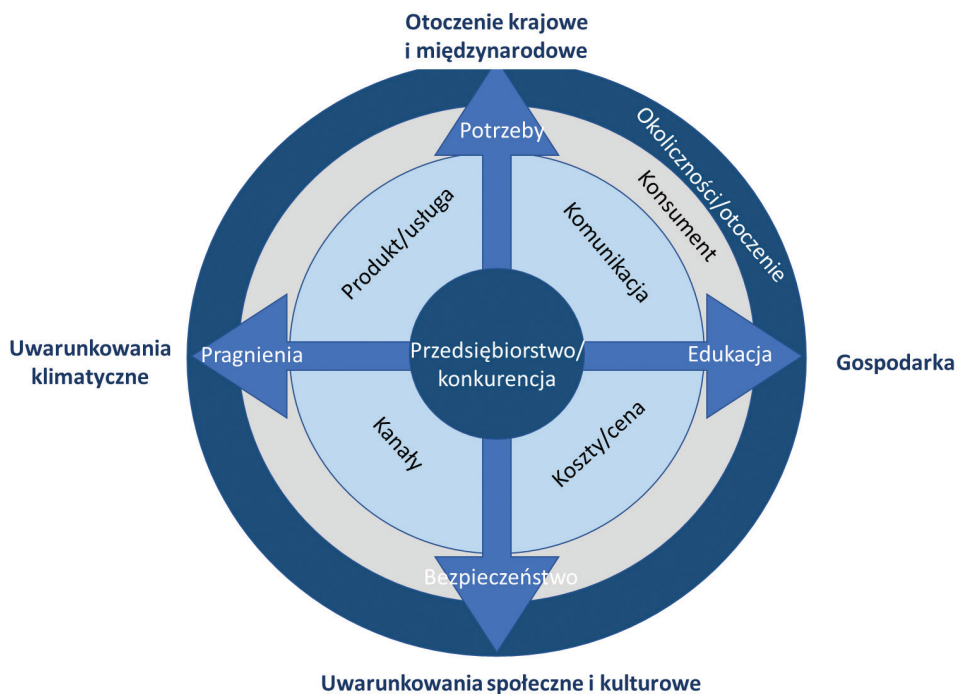 Otoczenie krajowe
i międzynarodowe
Potrzeby
Okoliczności/otoczenie
Konsument
Produkt/usługa
Komunikacja
Uwarunkowania
klimatyczne
Pragnienia
Przedsiębiorstwo/
konkurencja
Edukacja
Gospodarka
Kanały
Koszty/cena
Bezpieczeństwo
Uwarunkowania społeczne i kulturowe